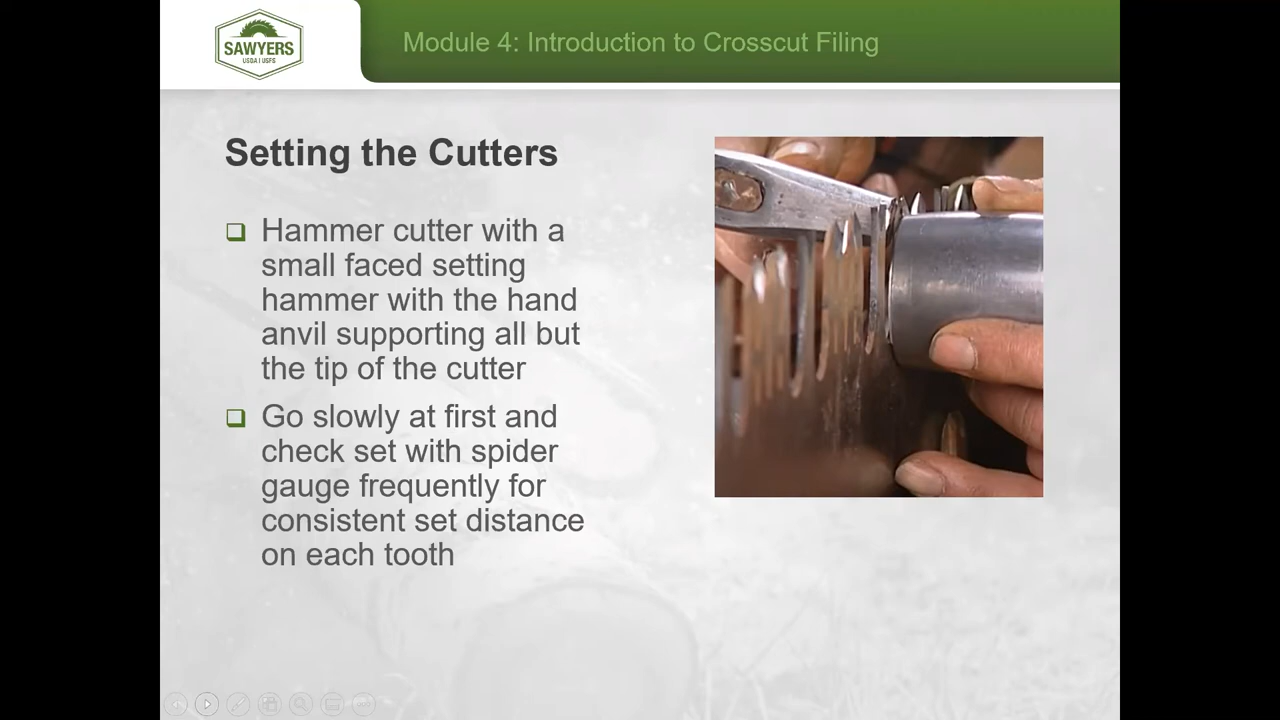 SAWYERS
USDA | USFS
Module 4: Introduction to Crosscut Filing
Setting the Cutters
Hammer cutter with a
small faced setting
hammer with the hand
anvil supporting all but
the tip of the cutter
Go slowly at first and
check set with spider
gauge frequently for
consistent set distance
on each tooth